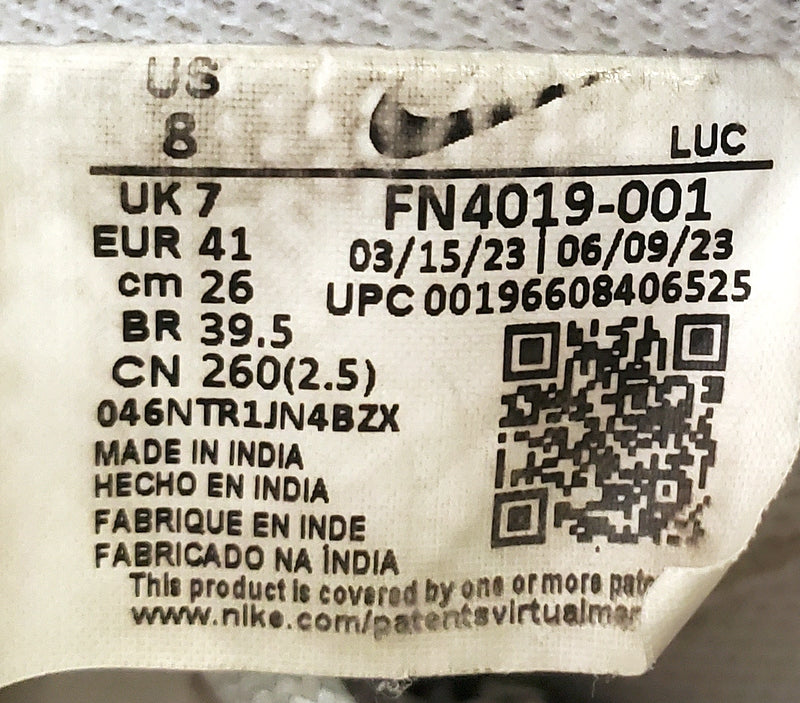 US
8
LUC
UK 7
FN4019-001
EUR 41
03/15/23 | 06/09/23
cm 26
UPC 00196608406525
BR 39.5
CN 260(2.5)
046NTR1JN4BZX
MADE IN INDIA
HECHO EN INDIA
FABRIQUE EN INDE
FABRICADO NA ÍNDIA
This product is covered by one or more
www.nike.com/patents